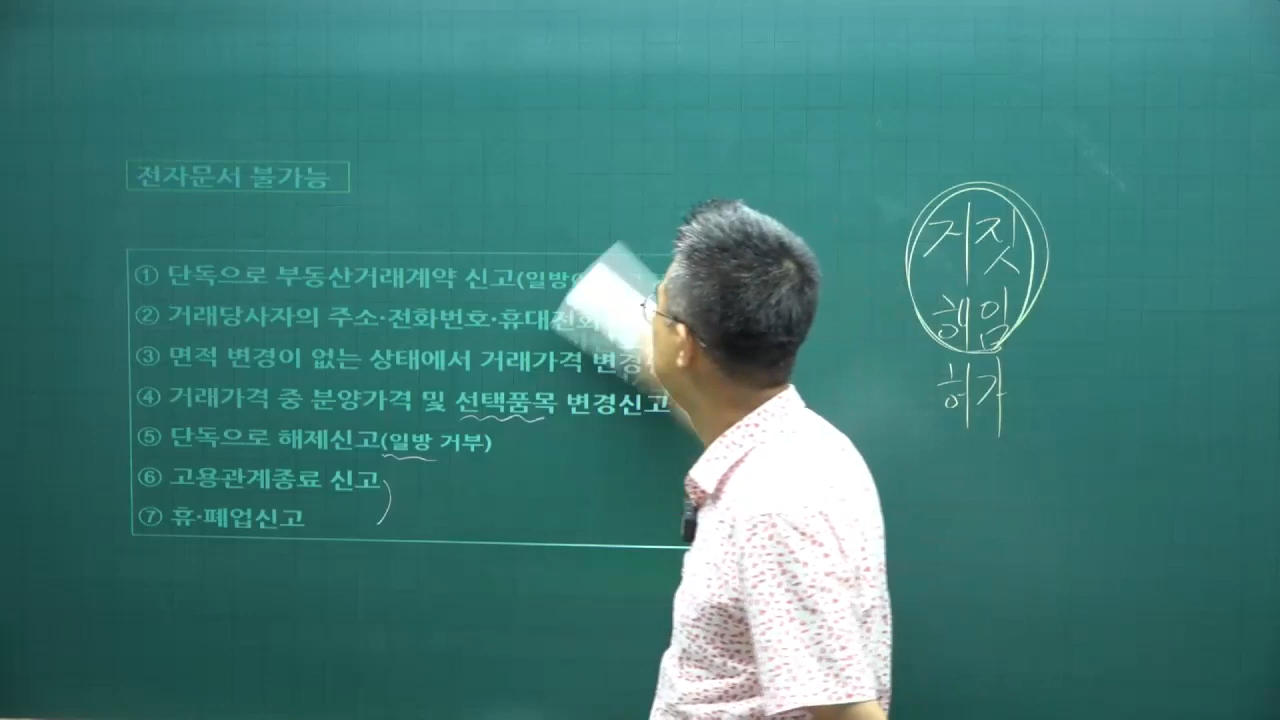 전자문서 불가능
① 단독으로 부동산거래계약 신고(일방
② 거래당사자의 주소·전화번호·휴대전화
③ 면적 변경이 없는 상태에서 거래가격 변경
④ 거래가격 중 분양가격 및 선택품목 변경신고
⑤ 단독으로 해제신고(일방 거부)
⑥ 고용관계종료 신고
⑦ 휴·폐업신고
거짓
해임
허가